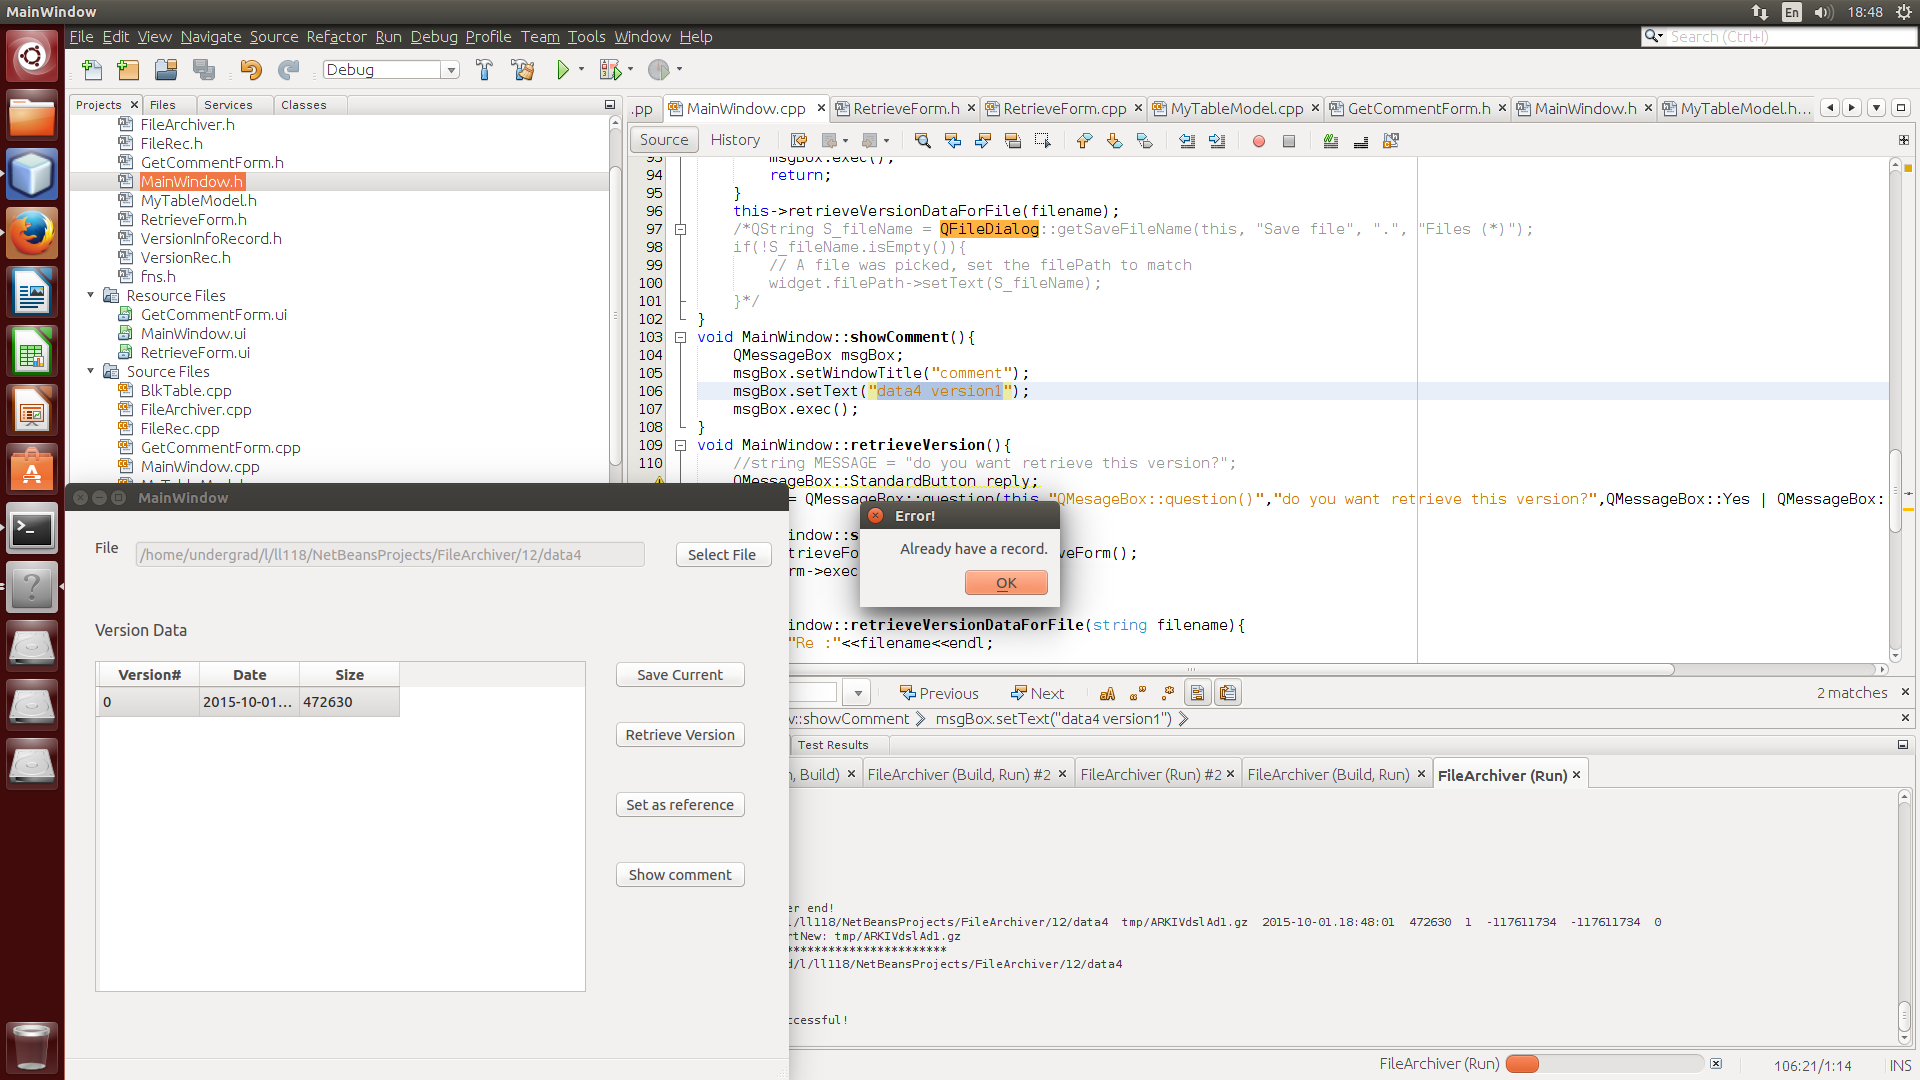 MainWindow
En
18:48
File Edit View Navigate Source Refactor Run Debug Profile Team Tools Window Help
Search (Ctrl+I)
Debug
Projects Files Services Classes
FileArchiver.h
FileRec.h
GetCommentForm.h
MainWindow.h
MyTableModel.h
RetrieveForm.h
VersionInfoRecord.h
VersionRec.h
fns.h
Resource Files
GetCommentForm.ui
MainWindow.ui
RetrieveForm.ui
Source Files
BlkTable.cpp
FileArchiver.cpp
FileRec.cpp
GetCommentForm.cpp
MainWindow.cpp
.pp MainWindow.cpp RetrieveForm.h RetrieveForm.cpp MyTableModel.cpp GetCommentForm.h MainWindow.h MyTableModel.h...
Source History
93 msgBox.exec();
94 return;
95 }
96 this->retrieveVersionDataForFile(filename);
97 /*QString S_fileName = QFileDialog::getSaveFileName(this, "Save file", ".", "Files (*)");
98 if(!S_fileName.isEmpty()){
99 // A file was picked, set the filePath to match
100 widget.filePath->setText(S_fileName);
101 }*/
102 }
103 void MainWindow::showComment(){
104 QMessageBox msgBox;
105 msgBox.setWindowTitle("comment");
106 msgBox.setText("data4 version1");
107 msgBox.exec();
108 }
109 void MainWindow::retrieveVersion(){
110 //string MESSAGE = "do you want retrieve this version?";
QMessageBox::StandardButton reply;
= QMessageBox::question(this,"QMesageBox::question()","do you want retrieve this version?",QMessageBox::Yes | QMessageBox:
indow::s
trieveFo
veForm();
rm->exec
indow::retrieveVersionDataForFile(string filename){
"Re :"<<filename<<endl;
Error!
Already have a record.
OK
MainWindow
File
/home/undergrad/l/ll118/NetBeansProjects/FileArchiver/12/data4
Select File
Version Data
Version# Date Size
0 2015-10-01... 472630
Save Current
Retrieve Version
Set as reference
Show comment
Previous Next
2 matches
v::showComment msgBox.setText("data4 version1")
Test Results
n, Build) FileArchiver (Build, Run) #2 FileArchiver (Run) #2 FileArchiver (Build, Run) FileArchiver (Run)
er end!
l/ll118/NetBeansProjects/FileArchiver/12/data4 tmp/ARKIVdslAd1.gz 2015-10-01.18:48:01 472630 1 -117611734 -117611734 0
rtNew: tmp/ARKIVdslAd1.gz
***********************
d/l/ll118/NetBeansProjects/FileArchiver/12/data4
ccessful!
FileArchiver (Run)
106:21/1:14
INS